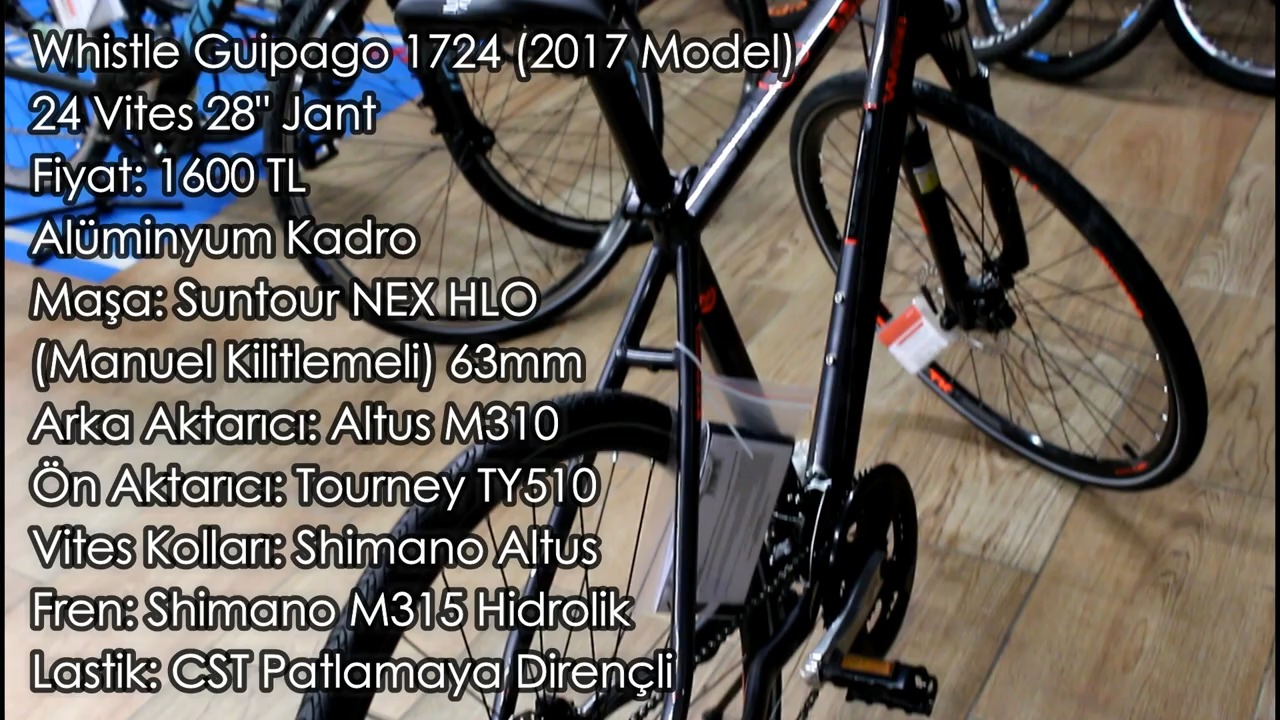 Whistle Guipago 1724 (2017 Model)
24 Vites 28" Jant
Fiyat: 1600 TL
Alüminyum Kadro
Maşa: Suntour NEX HLO
(Manuel Kilitlemeli) 63mm
Arka Aktarıcı: Altus M310
Ön Aktarıcı: Tourney TY510
Vites Kolları: Shimano Altus
Fren: Shimano M315 Hidrolik
Lastik: CST Patlamaya Dirençli